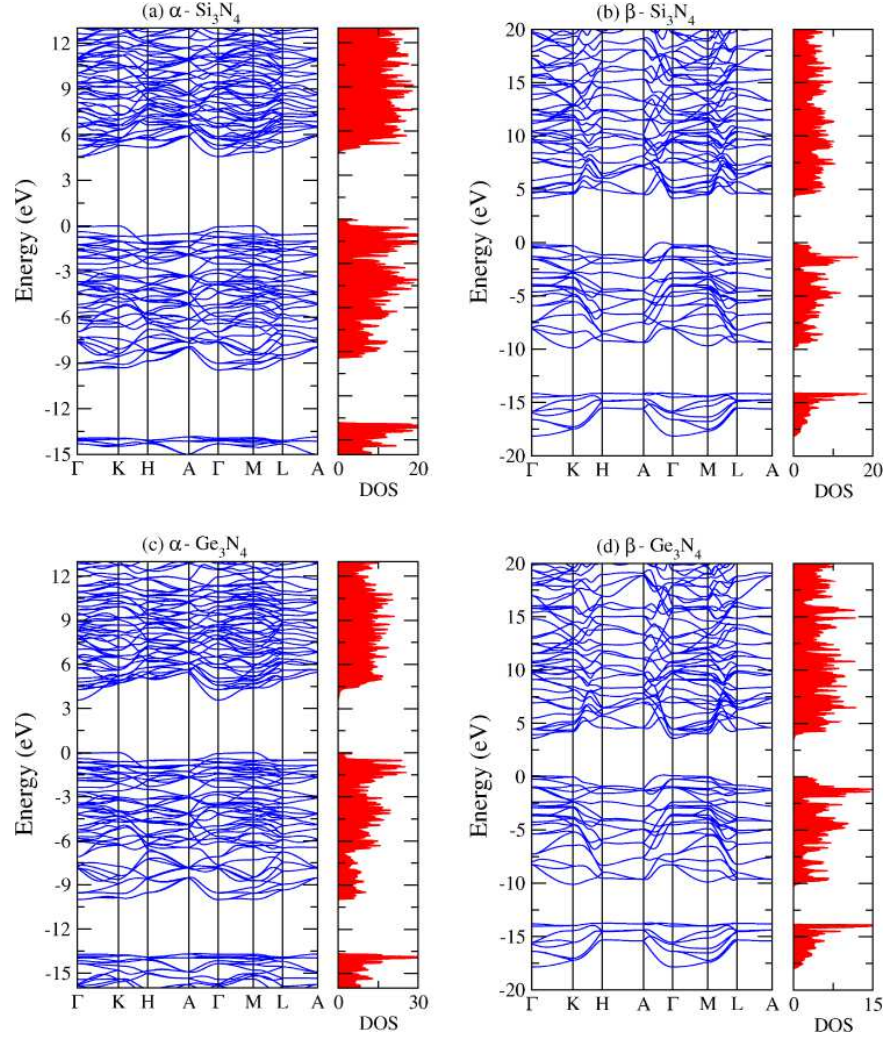 (a) α - Si3N4
Energy (eV)
12
9
6
3
0
-3
-6
-9
-12
-15
Γ K H A Γ M L A
0 20
DOS
(b) β - Si3N4
Energy (eV)
20
15
10
5
0
-5
-10
-15
-20
Γ K H A Γ M L A
0 20
DOS
(c) α - Ge3N4
Energy (eV)
12
9
6
3
0
-3
-6
-9
-12
-15
Γ K H A Γ M L A
0 30
DOS
(d) β - Ge3N4
Energy (eV)
20
15
10
5
0
-5
-10
-15
-20
Γ K H A Γ M L A
0 15
DOS